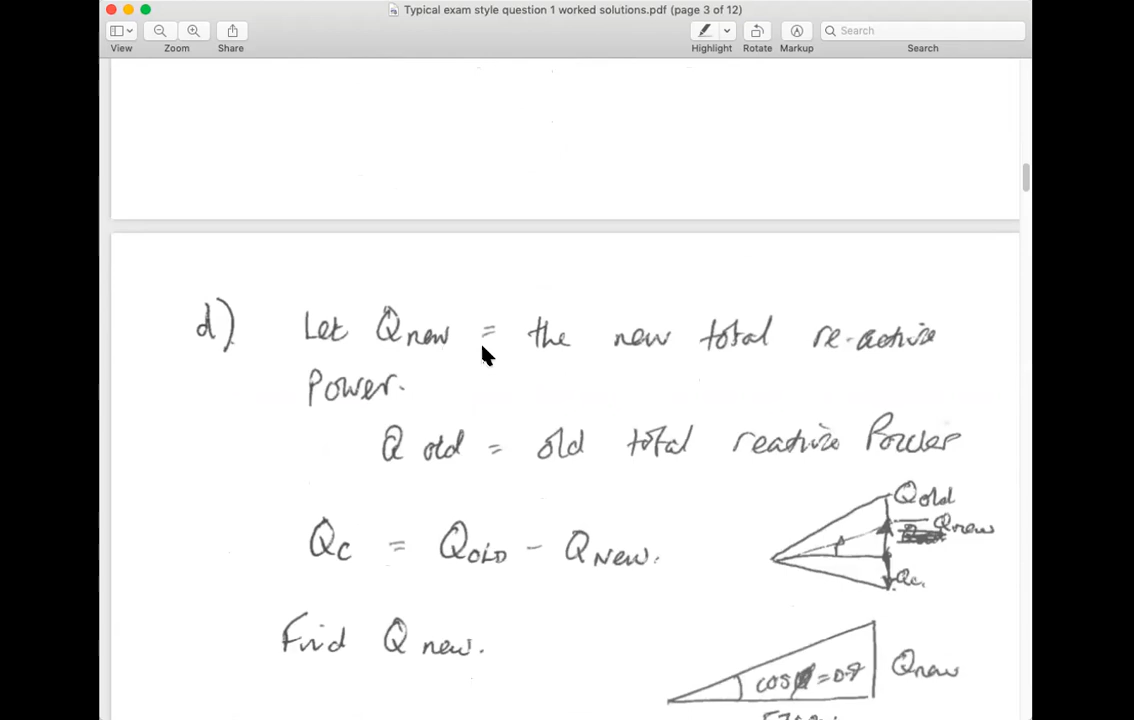 Typical exam style question 1 worked solutions.pdf (page 3 of 12)
View Zoom Share Highlight Rotate Markup Search
Search
d) Let Qnew = the new total re-active
Power.
Q old = old total reactive Power
Qc = QOLD - QNew.
Qold
Qnew
Qc.
Find Q new.
cosφ = 0.8
Qnew